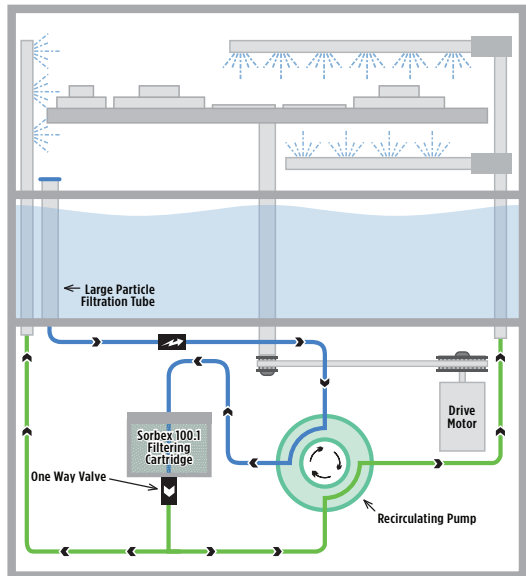 Large Particle
Filtration Tube
Drive
Motor
Sorbex 100.1
Filtering
Cartridge
One Way Valve
Recirculating Pump